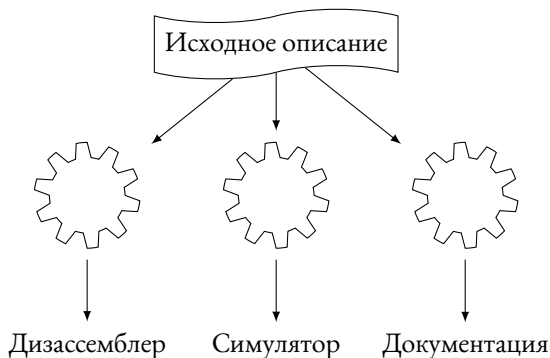 Исходное описание
Дизассемблер Симулятор Документация